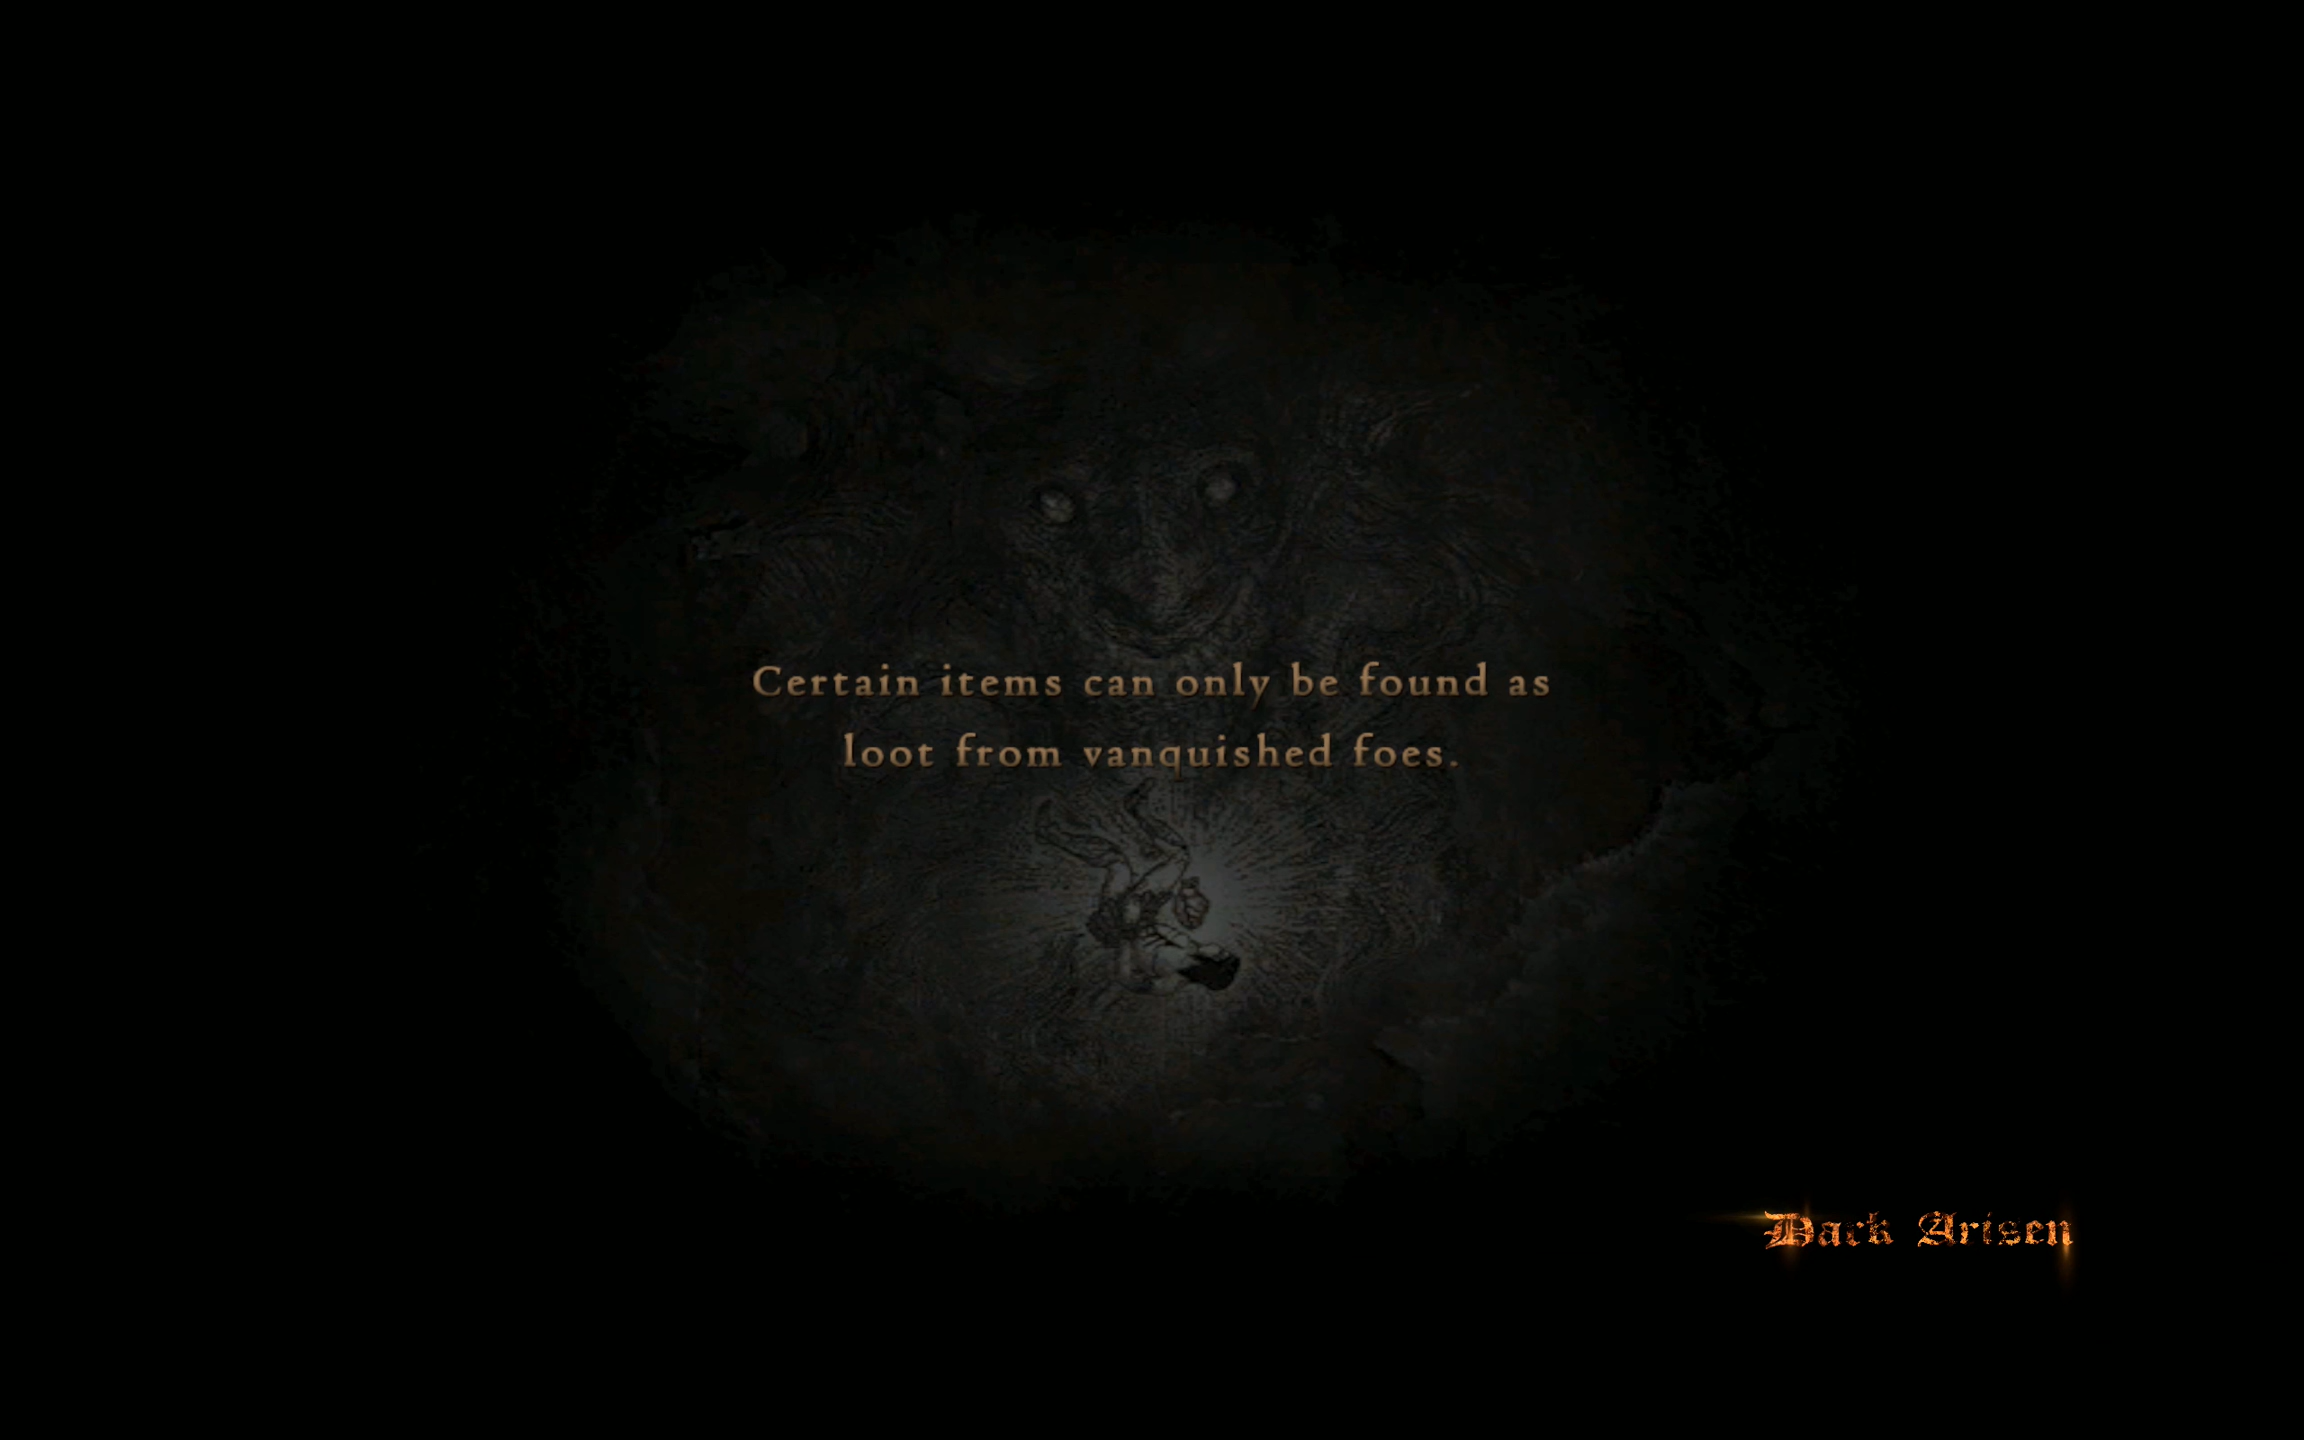 Certain items can only be found as
loot from vanquished foes.
Dark Arisen